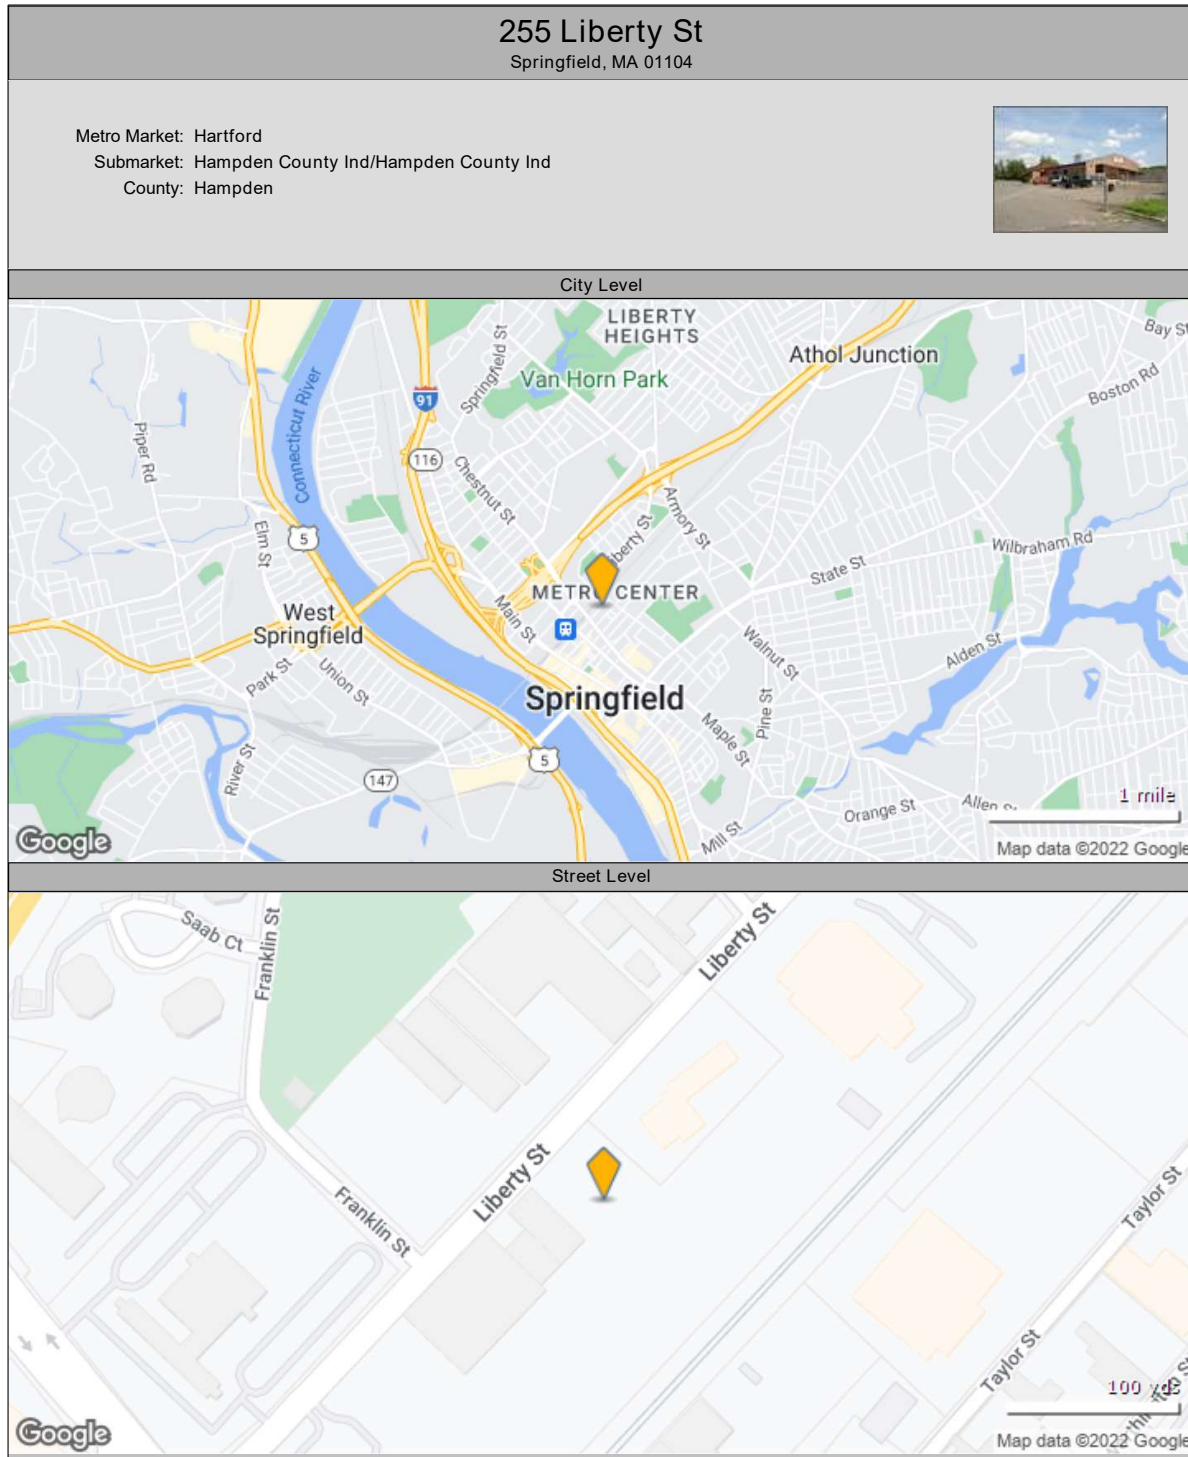 255 Liberty St
Springfield, MA 01104
Metro Market: Hartford
Submarket: Hampden County Ind/Hampden County Ind
County: Hampden
City Level
LIBERTY
HEIGHTS
Bay St
Athol Junction
Springfield St
Van Horn Park
Boston Rd
91
Connecticut River
Piper Rd
116
Chestnut St
Armory St
Elm St
5
Liberty St
Wilbraham Rd
State St
METRO CENTER
West
Springfield
Main St
Walnut St
Alden St
Park St
Union St
Springfield
Pine St
Maple St
River St
5
147
1 mile
Orange St
Allen St
Mill St
Google
Map data ©2022 Google
Street Level
Saab Ct
Franklin St
Liberty St
Liberty St
Franklin St
Taylor St
Taylor St
100 yds
Google
Map data ©2022 Google